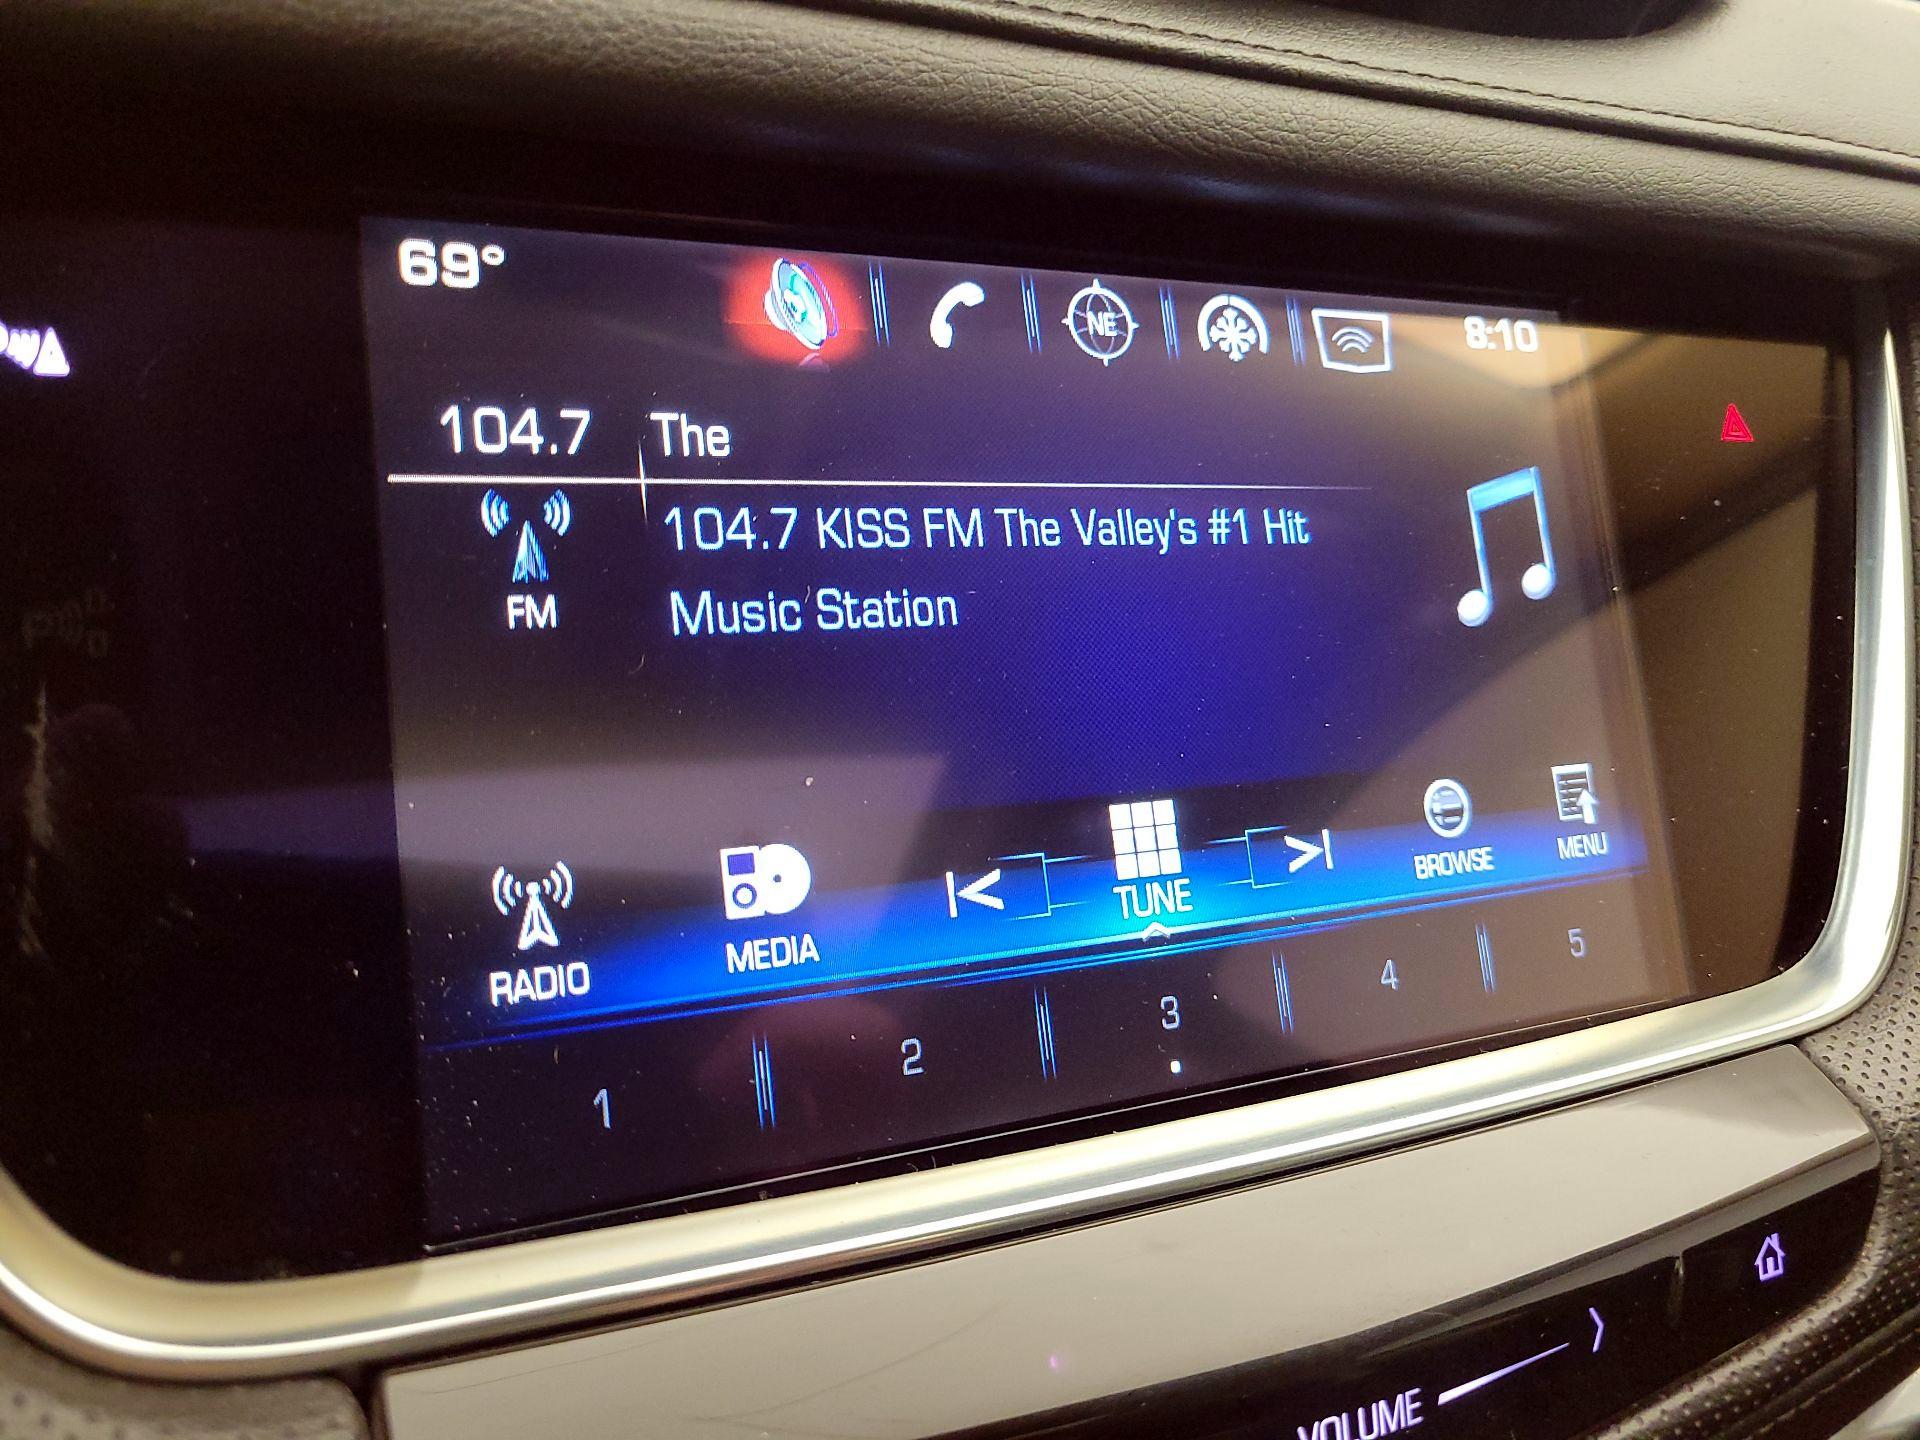 69°
NE
8:10
104.7
The
104.7 KISS FM The Valley's #1 Hit
Music Station
FM
RADIO
MEDIA
TUNE
BROWSE
MENU
1
2
3
4
5
VOLUME